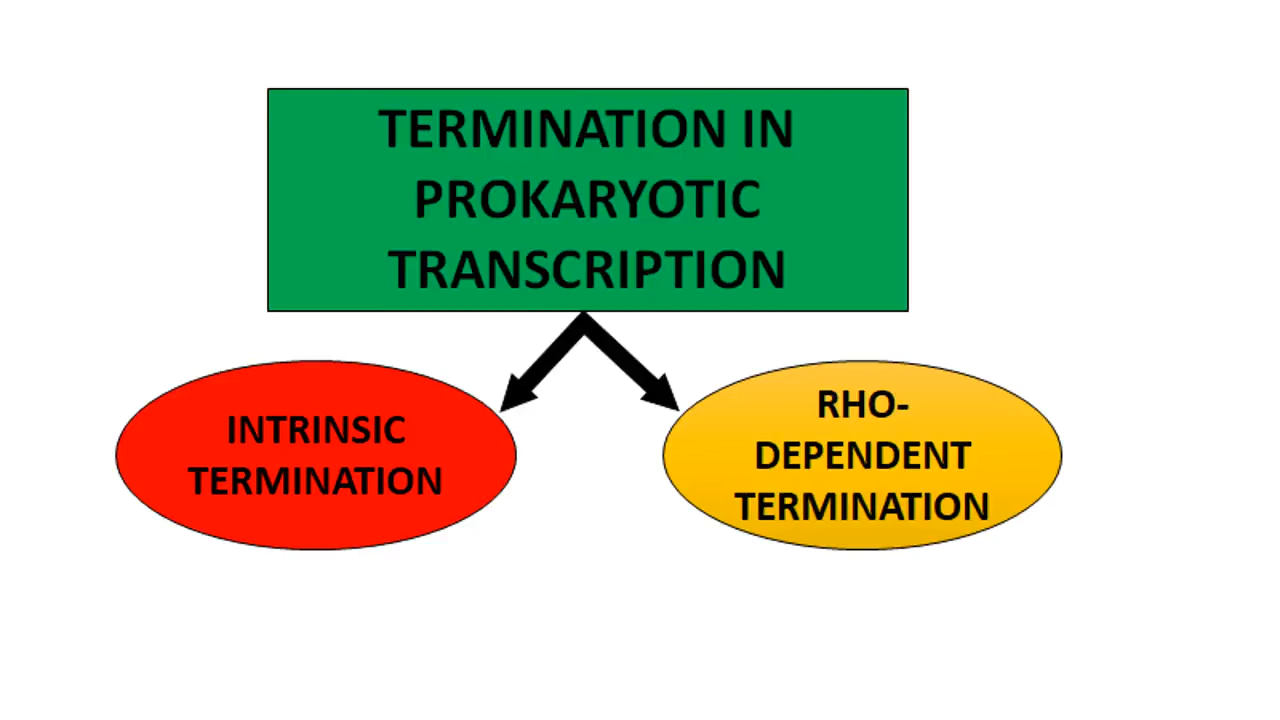 TERMINATION IN
PROKARYOTIC
TRANSCRIPTION
INTRINSIC
TERMINATION
RHO-
DEPENDENT
TERMINATION